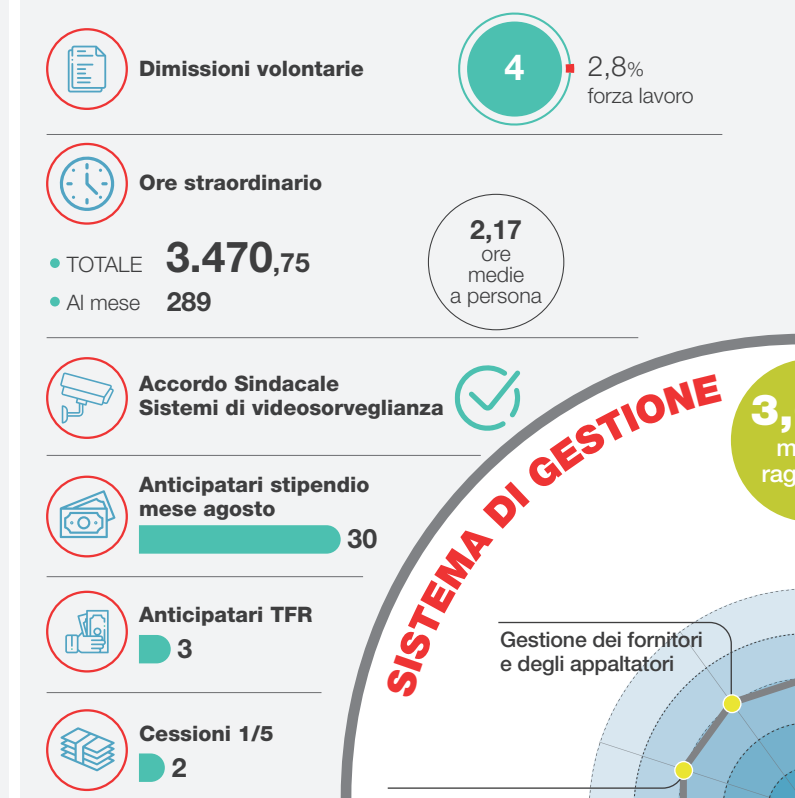 Dimissioni volontarie
4
2,8%
forza lavoro
Ore straordinario
TOTALE 3.470,75
Al mese 289
2,17
ore
medie
a persona
Accordo Sindacale
Sistemi di videosorveglianza
Anticipatari stipendio
mese agosto
30
Anticipatari TFR
3
Cessioni 1/5
2
SISTEMA DI GESTIONE
3,
Gestione dei fornitori
e degli appaltatori